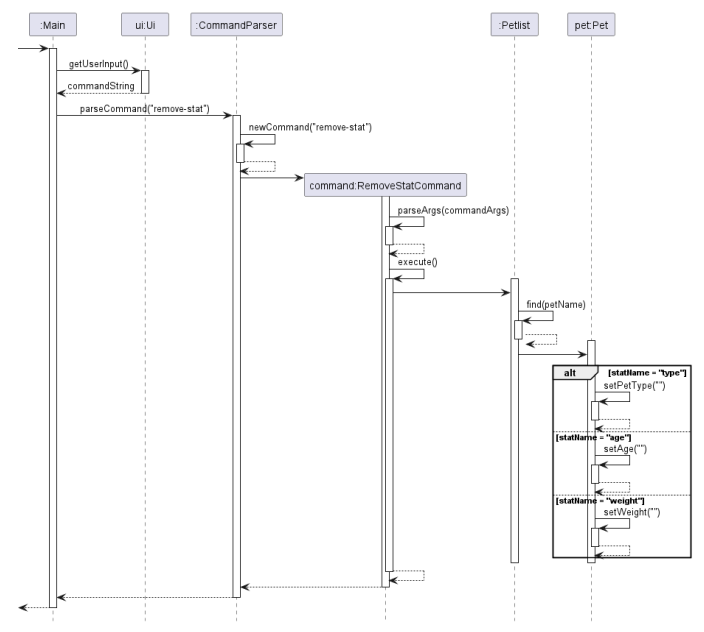 :Main
ui:Ui
:CommandParser
:Petlist
pet:Pet
getUserInput()
commandString
parseCommand("remove-stat")
newCommand("remove-stat")
command:RemoveStatCommand
parseArgs(commandArgs)
execute()
find(petName)
alt
[statName = "type"]
setPetType("")
[statName = "age"]
setAge("")
[statName = "weight"]
setWeight("")